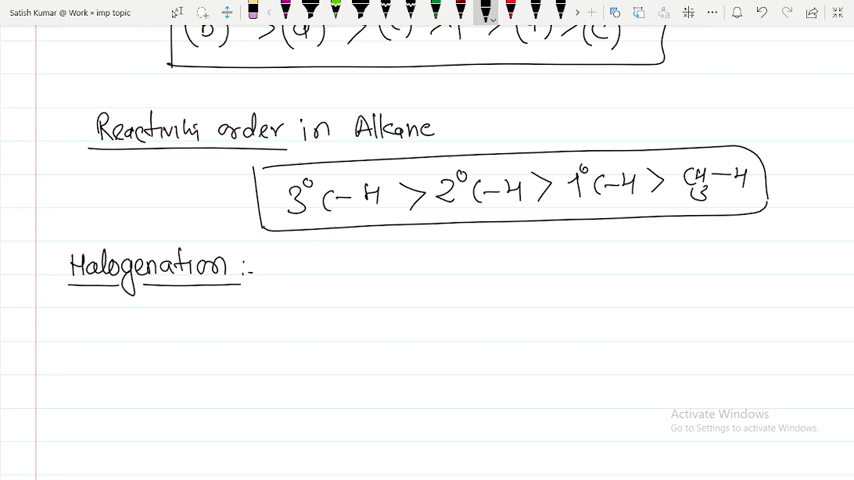 Satish Kumar @ Work » imp topic
(b) > (a) >
Reactivity order in Alkane
3° C–H > 2° C–H > 1° C–H > CH3–H
Halogenation :-
Activate Windows
Go to Settings to activate Windows.